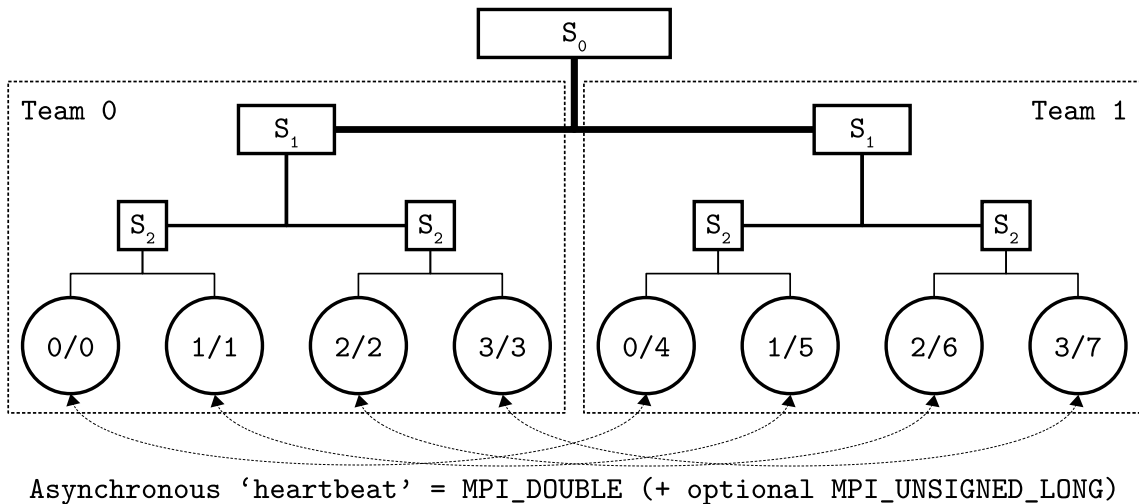 S₀
Team 0
Team 1
S₁ S₁
S₂ S₂ S₂ S₂
0/0 1/1 2/2 3/3 0/4 1/5 2/6 3/7
Asynchronous ‘heartbeat’ = MPI_DOUBLE (+ optional MPI_UNSIGNED_LONG)